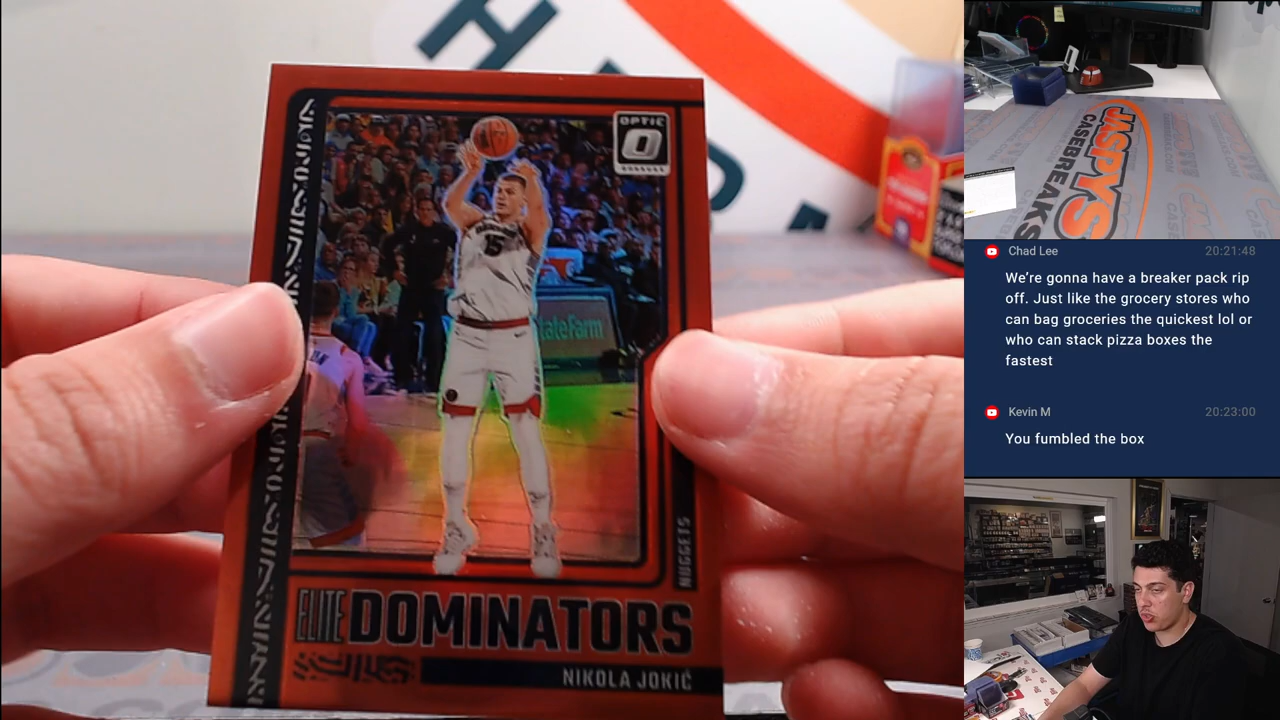 OPTIC
O
15
StateFarm
NUGGETS
ELITE DOMINATORS
NIKOLA JOKIĆ
JASPYS
CASEBREAKS
.COM
Chad Lee 20:21:48
We're gonna have a breaker pack rip
off. Just like the grocery stores who
can bag groceries the quickest lol or
who can stack pizza boxes the
fastest
Kevin M 20:23:00
You fumbled the box